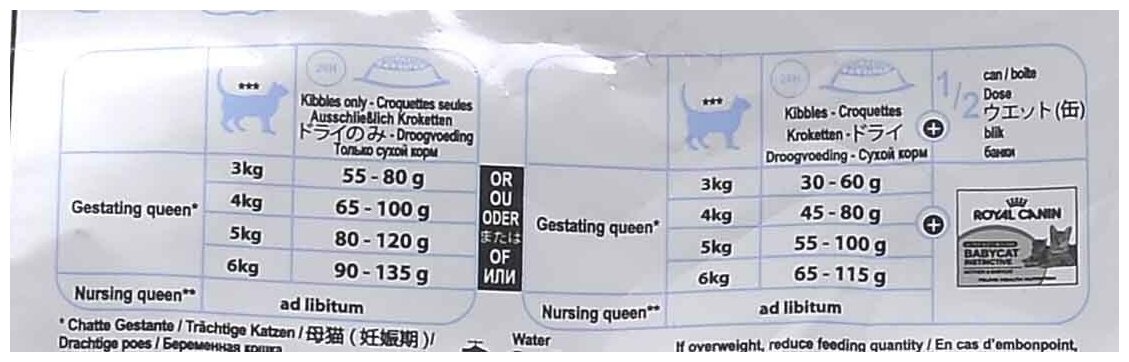 ***
24H
Kibbles only - Croquettes seules
Ausschließlich Kroketten
ドライのみ - Droogvoeding
Только сухой корм
Gestating queen*
3kg
55 - 80 g
4kg
65 - 100 g
5kg
80 - 120 g
6kg
90 - 135 g
Nursing queen**
ad libitum
OR
OU
ODER
または
OF
ИЛИ
***
24H
Kibbles - Croquettes
Kroketten - ドライ
Droogvoeding - Сухой корм
+
1/2
can / boîte
Dose
ウエット(缶)
blik
банки
Gestating queen*
3kg
30 - 60 g
4kg
45 - 80 g
5kg
55 - 100 g
6kg
65 - 115 g
+
ROYAL CANIN
BABYCAT
INSTINCTIVE
Nursing queen**
ad libitum
* Chatte Gestante / Trächtige Katzen / 母猫 ( 妊娠期 )/
Drachtige poes / Беременная кошка
Water
If overweight, reduce feeding quantity / En cas d'embonpoint,